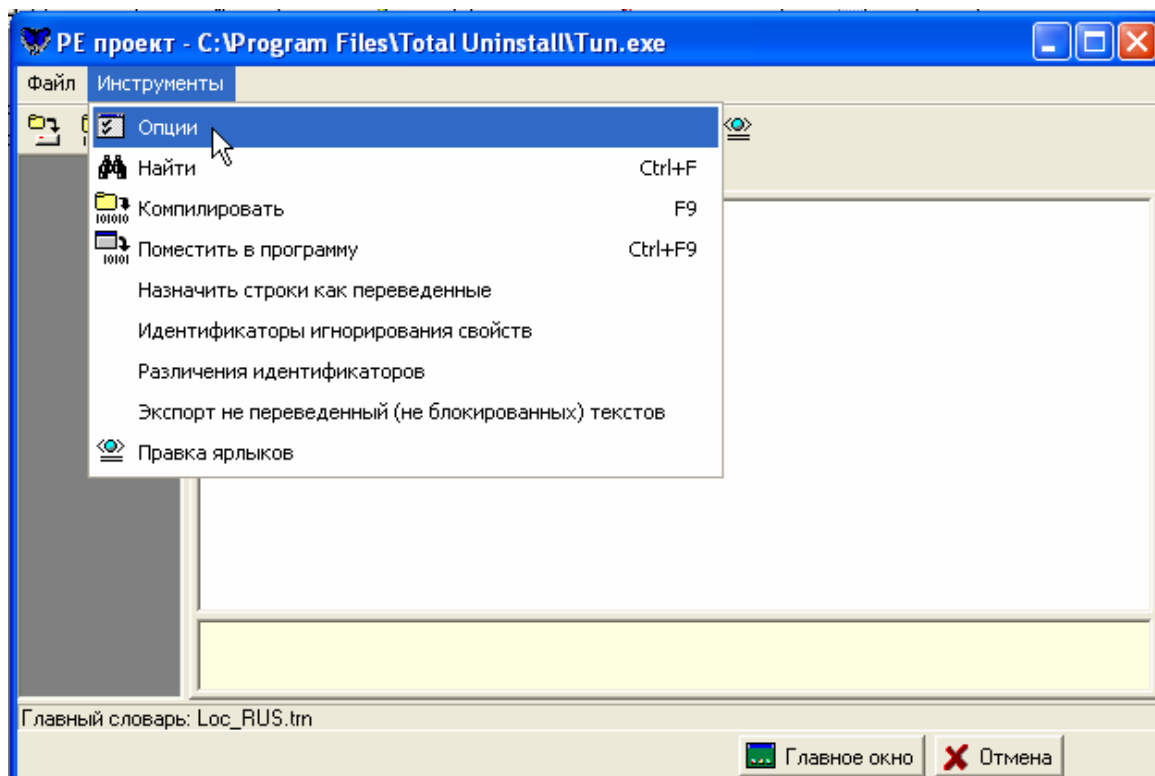 PE проект - C:\Program Files\Total Uninstall\Tun.exe
Файл Инструменты
Опции
Найти Ctrl+F
Компилировать F9
Поместить в программу Ctrl+F9
Назначить строки как переведенные
Идентификаторы игнорирования свойств
Различения идентификаторов
Экспорт не переведенный (не блокированных) текстов
Правка ярлыков
Главный словарь: Loc_RUS.trn
Главное окно Отмена